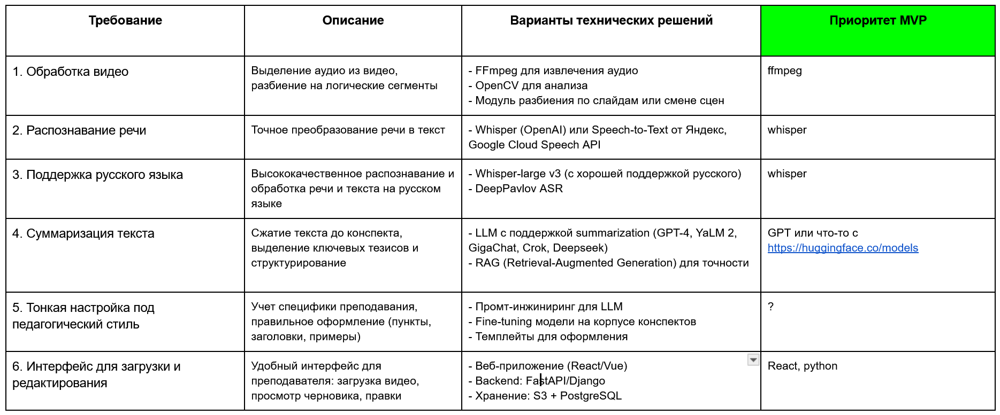 Требование
Описание
Варианты технических решений
Приоритет MVP
1. Обработка видео
Выделение аудио из видео,
разбиение на логические сегменты
- FFmpeg для извлечения аудио
- OpenCV для анализа
- Модуль разбиения по слайдам или смене сцен
ffmpeg
2. Распознавание речи
Точное преобразование речи в текст
- Whisper (OpenAI) или Speech-to-Text от Яндекс,
Google Cloud Speech API
whisper
3. Поддержка русского языка
Высококачественное распознавание и
обработка речи и текста на русском
языке
- Whisper-large v3 (с хорошей поддержкой русского)
- DeepPavlov ASR
whisper
4. Суммаризация текста
Сжатие текста до конспекта,
выделение ключевых тезисов и
структурирование
- LLM с поддержкой summarization (GPT-4, YaLM 2,
GigaChat, Crok, Deepseek)
- RAG (Retrieval-Augmented Generation) для точности
GPT или что-то с
https://huggingface.co/models
5. Тонкая настройка под
педагогический стиль
Учет специфики преподавания,
правильное оформление (пункты,
заголовки, примеры)
- Промт-инжиниринг для LLM
- Fine-tuning модели на корпусе конспектов
- Темплейты для оформления
?
6. Интерфейс для загрузки и
редактирования
Удобный интерфейс для
преподавателя: загрузка видео,
просмотр черновика, правки
- Веб-приложение (React/Vue)
- Backend: FastAPI/Django
- Хранение: S3 + PostgreSQL
React, python